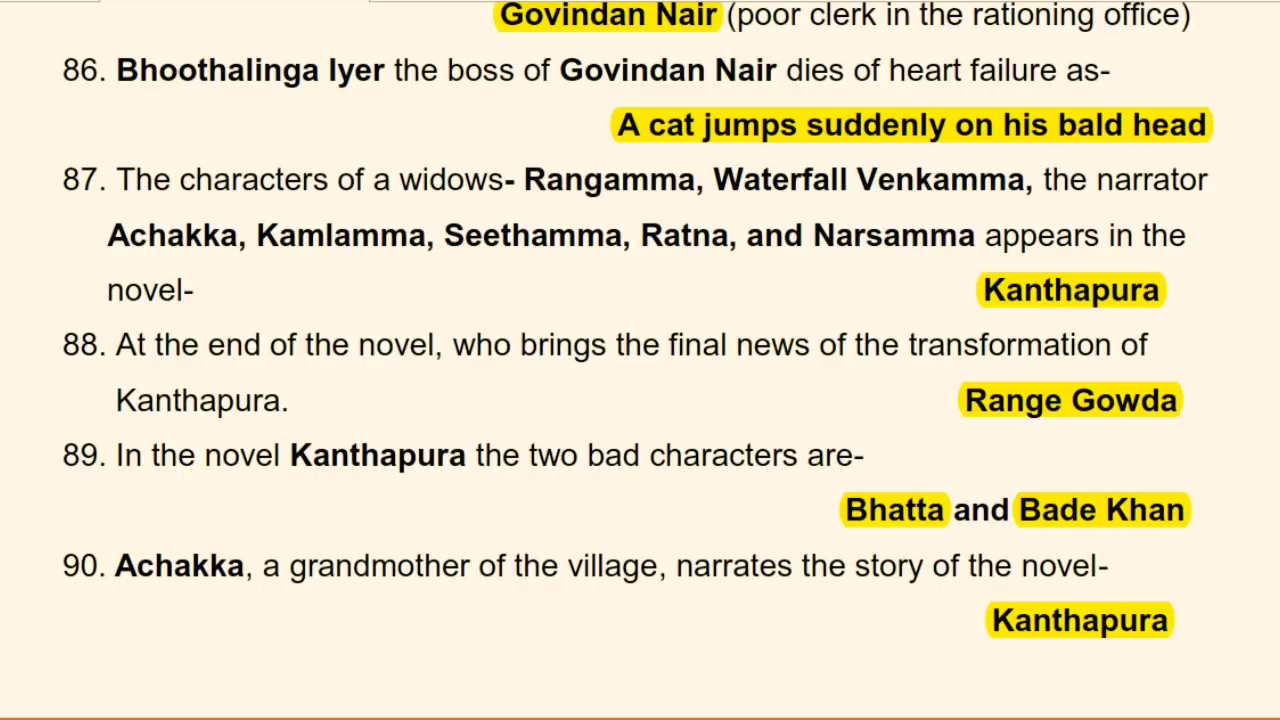 Govindan Nair (poor clerk in the rationing office)
86. Bhoothalinga Iyer the boss of Govindan Nair dies of heart failure as-
A cat jumps suddenly on his bald head
87. The characters of a widows- Rangamma, Waterfall Venkamma, the narrator
Achakka, Kamlamma, Seethamma, Ratna, and Narsamma appears in the
novel- Kanthapura
88. At the end of the novel, who brings the final news of the transformation of
Kanthapura. Range Gowda
89. In the novel Kanthapura the two bad characters are-
Bhatta and Bade Khan
90. Achakka, a grandmother of the village, narrates the story of the novel-
Kanthapura